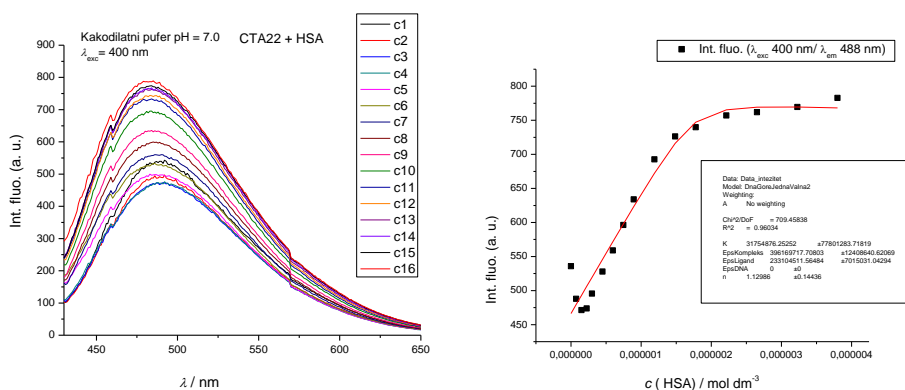 Kakodilatni pufer pH = 7.0
λexc= 400 nm
CTA22 + HSA
c1
c2
c3
c4
c5
c6
c7
c8
c9
c10
c11
c12
c13
c14
c15
c16
900
800
700
600
500
400
300
200
100
0
450 500 550 600 650
Int. fluo. (a. u.)
λ / nm
Int. fluo. (λexc 400 nm/ λem 488 nm)
800
750
700
650
600
550
500
450
0,000000 0,000001 0,000002 0,000003 0,000004
Int. fluo. (a. u.)
c ( HSA) / mol dm-3
Data: Data_intezitet
Model: DnaGoreJednaValna2
Weighting:
A No weighting
Chi^2/DoF = 709.45838
R^2 = 0.96034
K 31754876.25252 ±77801283.71819
EpsKompleks 396169717.70803 ±12408640.62069
EpsLigand 233104511.56484 ±7015031.04294
EpsDNA 0 ±0
n 1.12986 ±0.14436